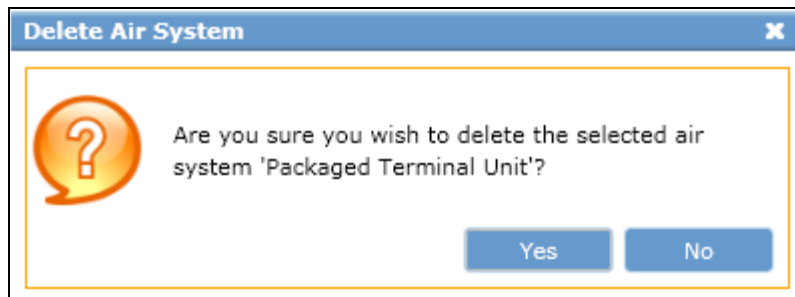 Delete Air System
Are you sure you wish to delete the selected air
system 'Packaged Terminal Unit'?
Yes No